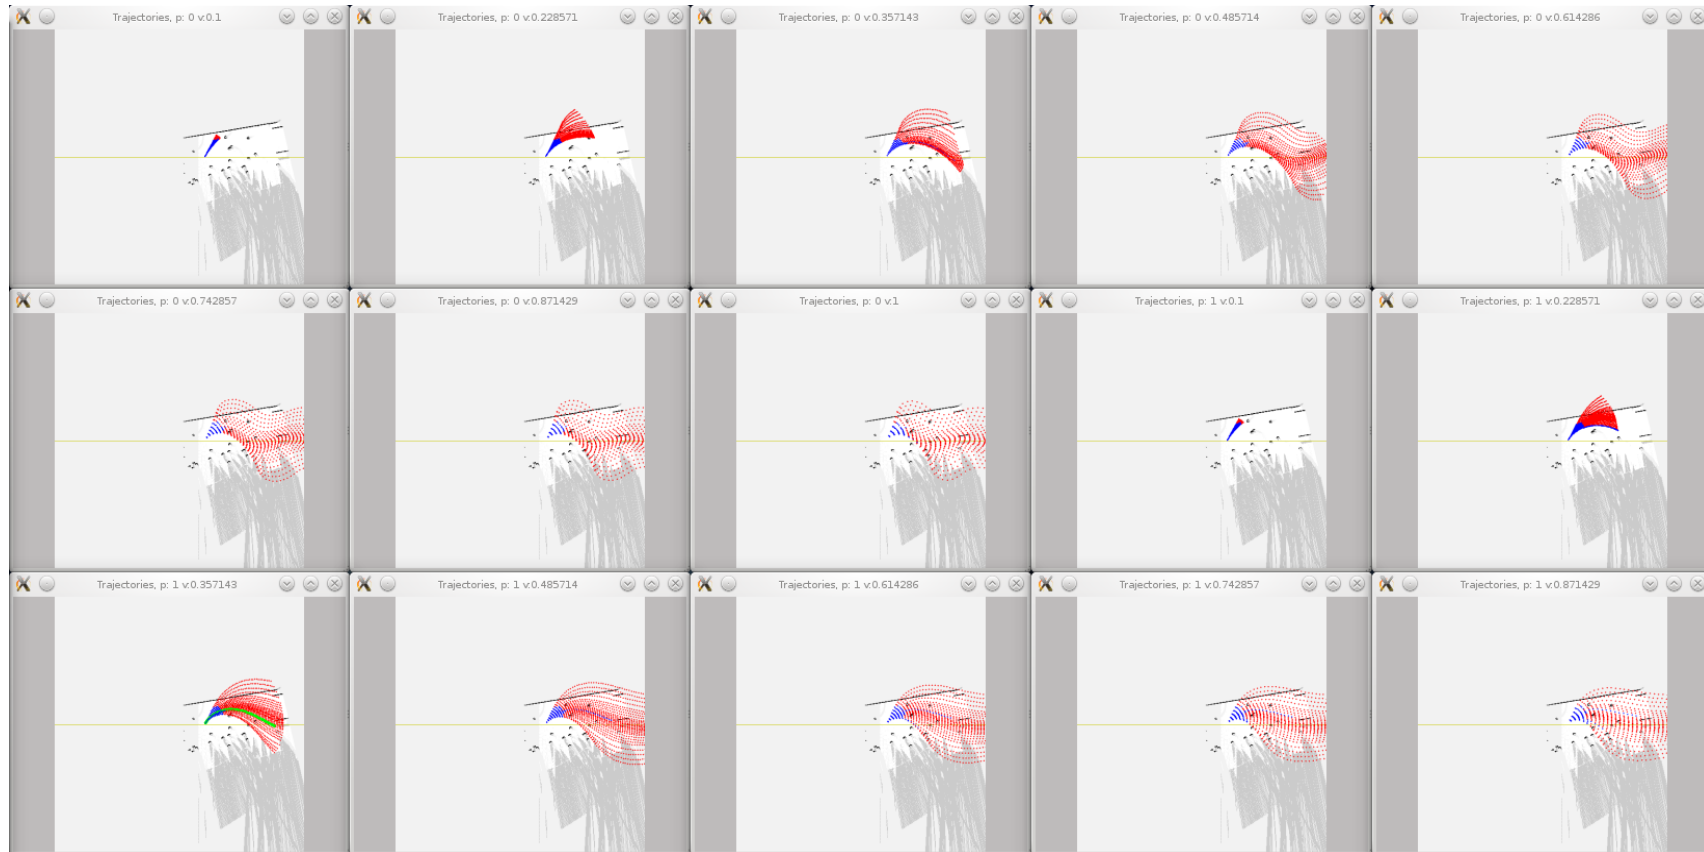 Trajectories, p: 0 v:0.1
Trajectories, p: 0 v:0.228571
Trajectories, p: 0 v:0.357143
Trajectories, p: 0 v:0.485714
Trajectories, p: 0 v:0.614286
Trajectories, p: 0 v:0.742857
Trajectories, p: 0 v:0.871429
Trajectories, p: 0 v:1
Trajectories, p: 1 v:0.1
Trajectories, p: 1 v:0.228571
Trajectories, p: 1 v:0.357143
Trajectories, p: 1 v:0.485714
Trajectories, p: 1 v:0.614286
Trajectories, p: 1 v:0.742857
Trajectories, p: 1 v:0.871429